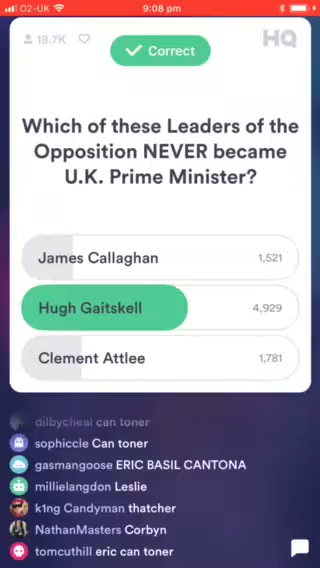 O2-UK 9:08 pm
18.7K HQ
Correct
Which of these Leaders of the
Opposition NEVER became
U.K. Prime Minister?
James Callaghan 1,521
Hugh Gaitskell 4,929
Clement Attlee 1,781
dilbycheal can toner
sophiccle Can toner
gasmangoose ERIC BASIL CANTONA
millielangdon Leslie
k1ng Candyman thatcher
NathanMasters Corbyn
tomcuthill eric can toner